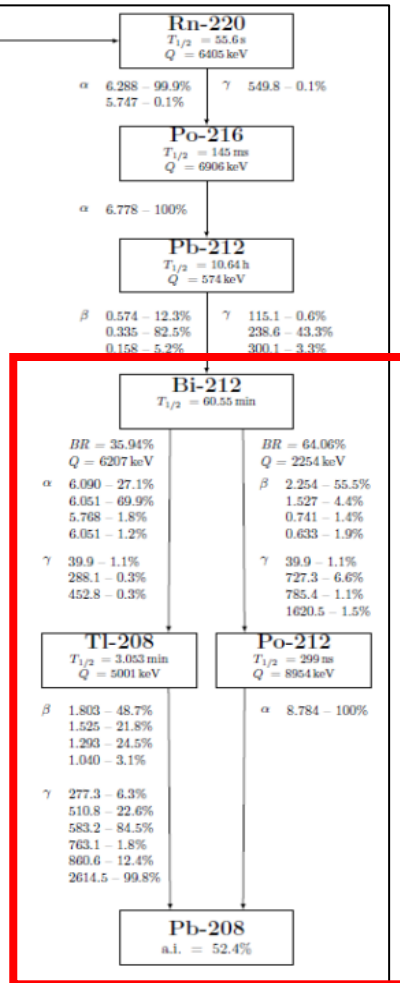 Rn-220
T1/2 = 55.6 s
Q = 6405 keV
α 6.288 – 99.9% γ 549.8 – 0.1%
5.747 – 0.1%
Po-216
T1/2 = 145 ms
Q = 6906 keV
α 6.778 – 100%
Pb-212
T1/2 = 10.64 h
Q = 574 keV
β 0.574 – 12.3% γ 115.1 – 0.6%
0.335 – 82.5% 238.6 – 43.3%
0.158 – 5.2% 300.1 – 3.3%
Bi-212
T1/2 = 60.55 min
BR = 35.94%
Q = 6207 keV
α 6.090 – 27.1%
6.051 – 69.9%
5.768 – 1.8%
6.051 – 1.2%
γ 39.9 – 1.1%
288.1 – 0.3%
452.8 – 0.3%
BR = 64.06%
Q = 2254 keV
β 2.254 – 55.5%
1.527 – 4.4%
0.741 – 1.4%
0.633 – 1.9%
γ 39.9 – 1.1%
727.3 – 6.6%
785.4 – 1.1%
1620.5 – 1.5%
Tl-208
T1/2 = 3.053 min
Q = 5001 keV
β 1.803 – 48.7%
1.525 – 21.8%
1.293 – 24.5%
1.040 – 3.1%
γ 277.3 – 6.3%
510.8 – 22.6%
583.2 – 84.5%
763.1 – 1.8%
860.6 – 12.4%
2614.5 – 99.8%
Po-212
T1/2 = 299 ns
Q = 8954 keV
α 8.784 – 100%
Pb-208
a.i. = 52.4%